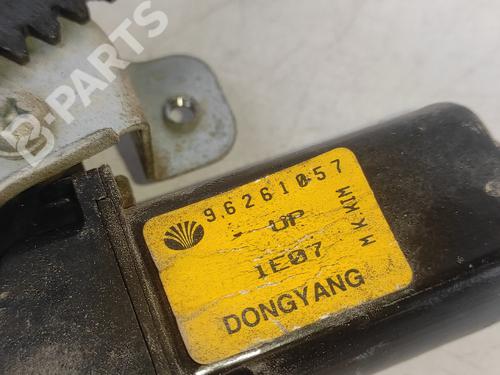 B-PARTS
96261057
- UP
1E07
M K KIM
DONGYANG